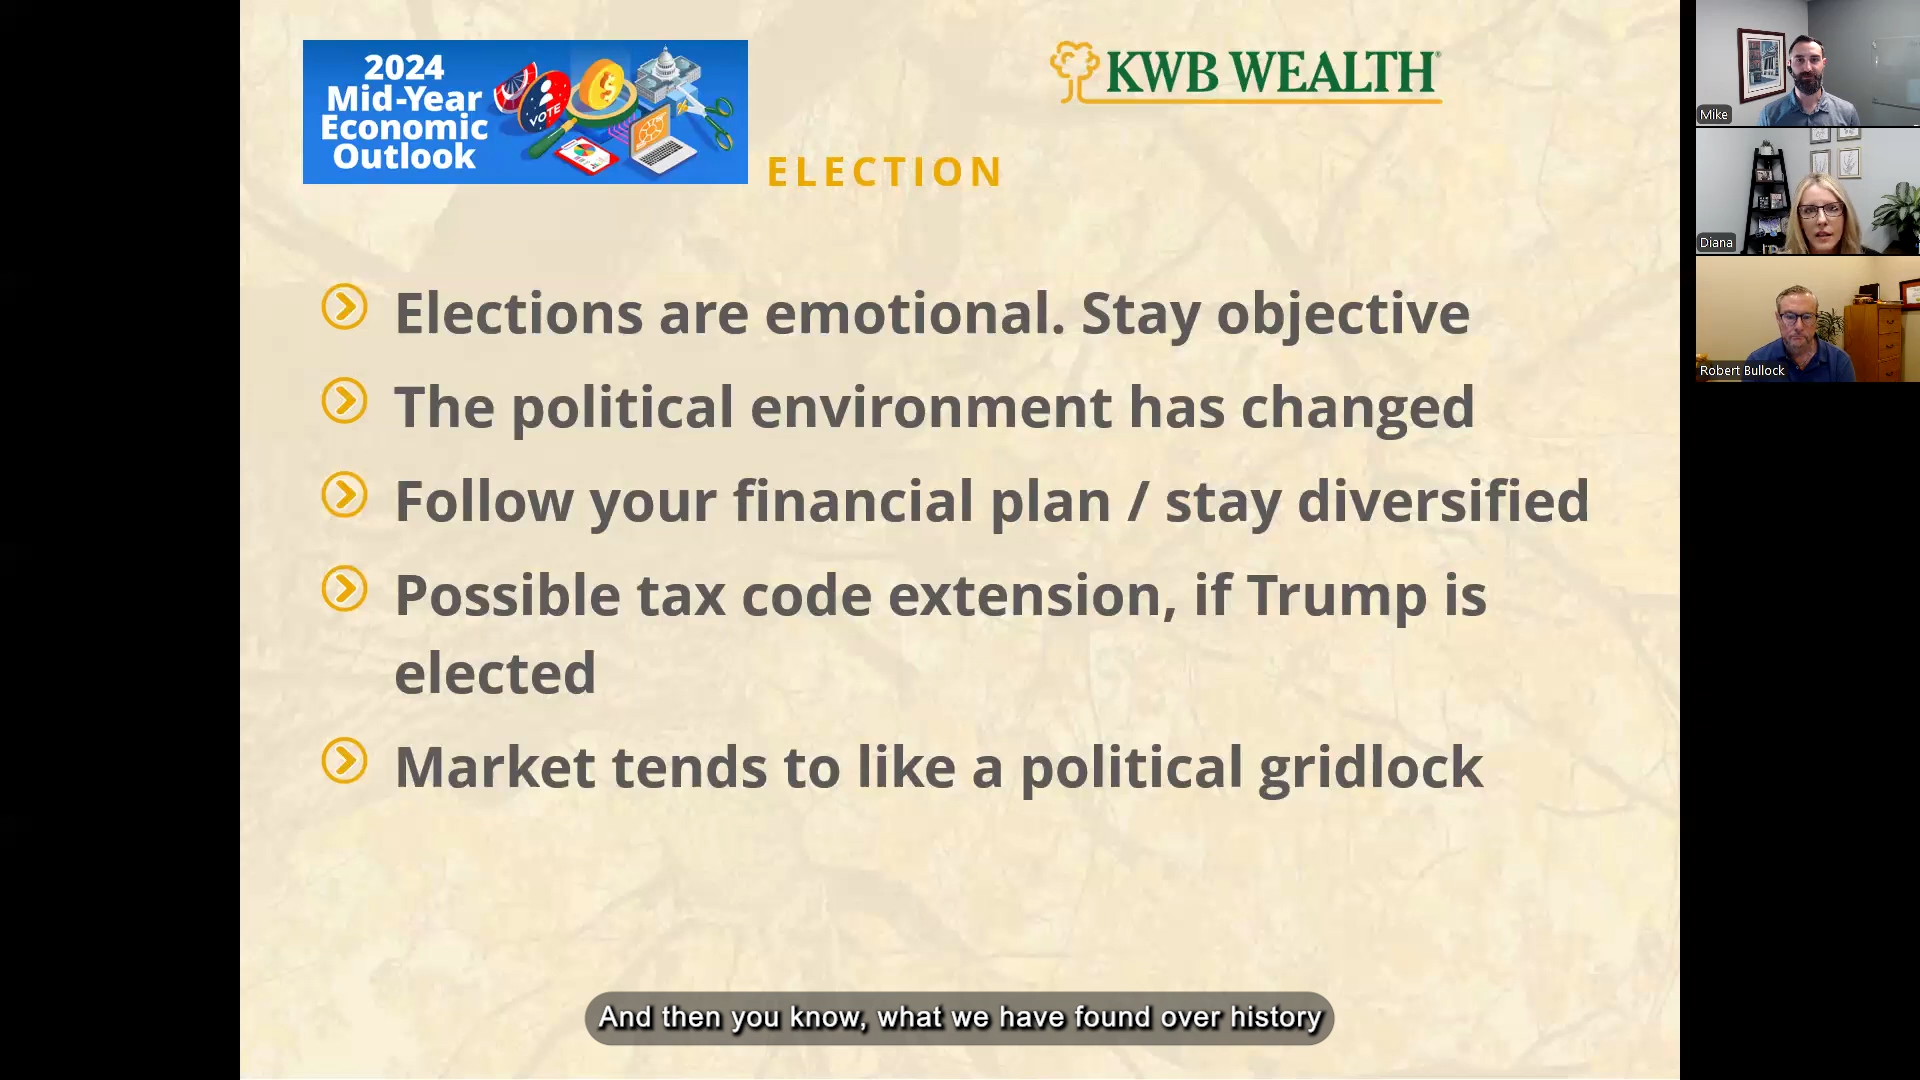 2024
Mid-Year
Economic
Outlook
VOTE
KWB WEALTH
ELECTION
Elections are emotional. Stay objective
The political environment has changed
Follow your financial plan / stay diversified
Possible tax code extension, if Trump is
elected
Market tends to like a political gridlock
And then you know, what we have found over history
Mike
Diana
Robert Bullock